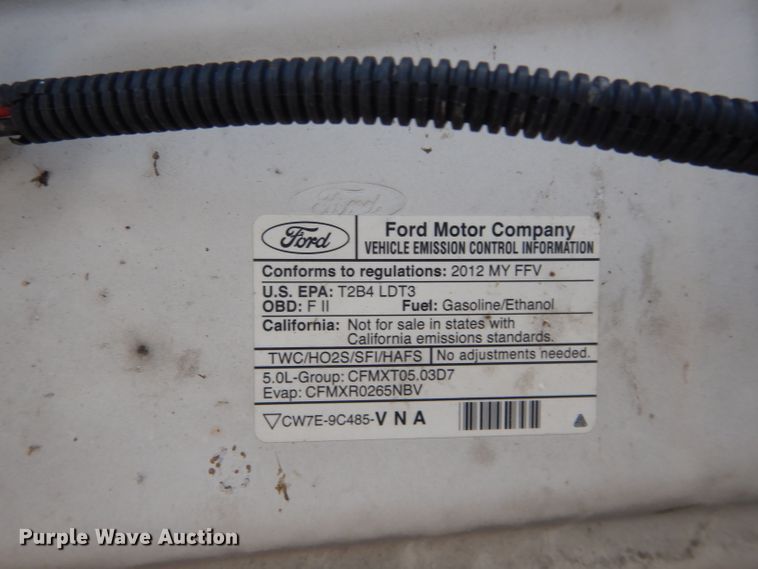 Ford
Ford Motor Company
VEHICLE EMISSION CONTROL INFORMATION
Conforms to regulations: 2012 MY FFV
U.S. EPA: T2B4 LDT3
OBD: F II Fuel: Gasoline/Ethanol
California: Not for sale in states with
California emissions standards.
TWC/HO2S/SFI/HAFS No adjustments needed.
5.0L-Group: CFMXT05.03D7
Evap: CFMXR0265NBV
CW7E-9C485-V N A
Purple Wave Auction